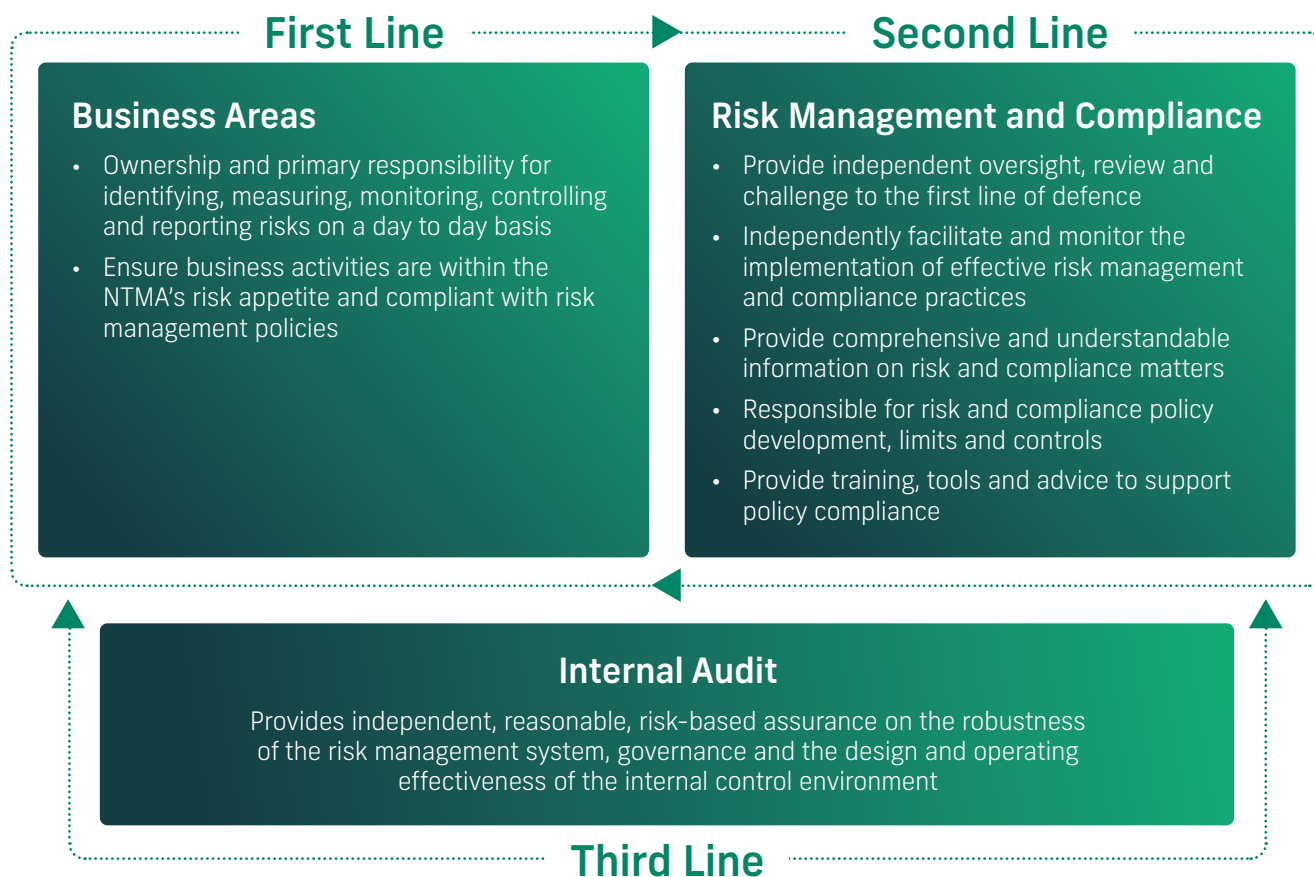 First Line
Second Line
Business Areas
• Ownership and primary responsibility for
identifying, measuring, monitoring, controlling
and reporting risks on a day to day basis
• Ensure business activities are within the
NTMA’s risk appetite and compliant with risk
management policies
Risk Management and Compliance
• Provide independent oversight, review and
challenge to the first line of defence
• Independently facilitate and monitor the
implementation of effective risk management
and compliance practices
• Provide comprehensive and understandable
information on risk and compliance matters
• Responsible for risk and compliance policy
development, limits and controls
• Provide training, tools and advice to support
policy compliance
Internal Audit
Provides independent, reasonable, risk-based assurance on the robustness
of the risk management system, governance and the design and operating
effectiveness of the internal control environment
Third Line